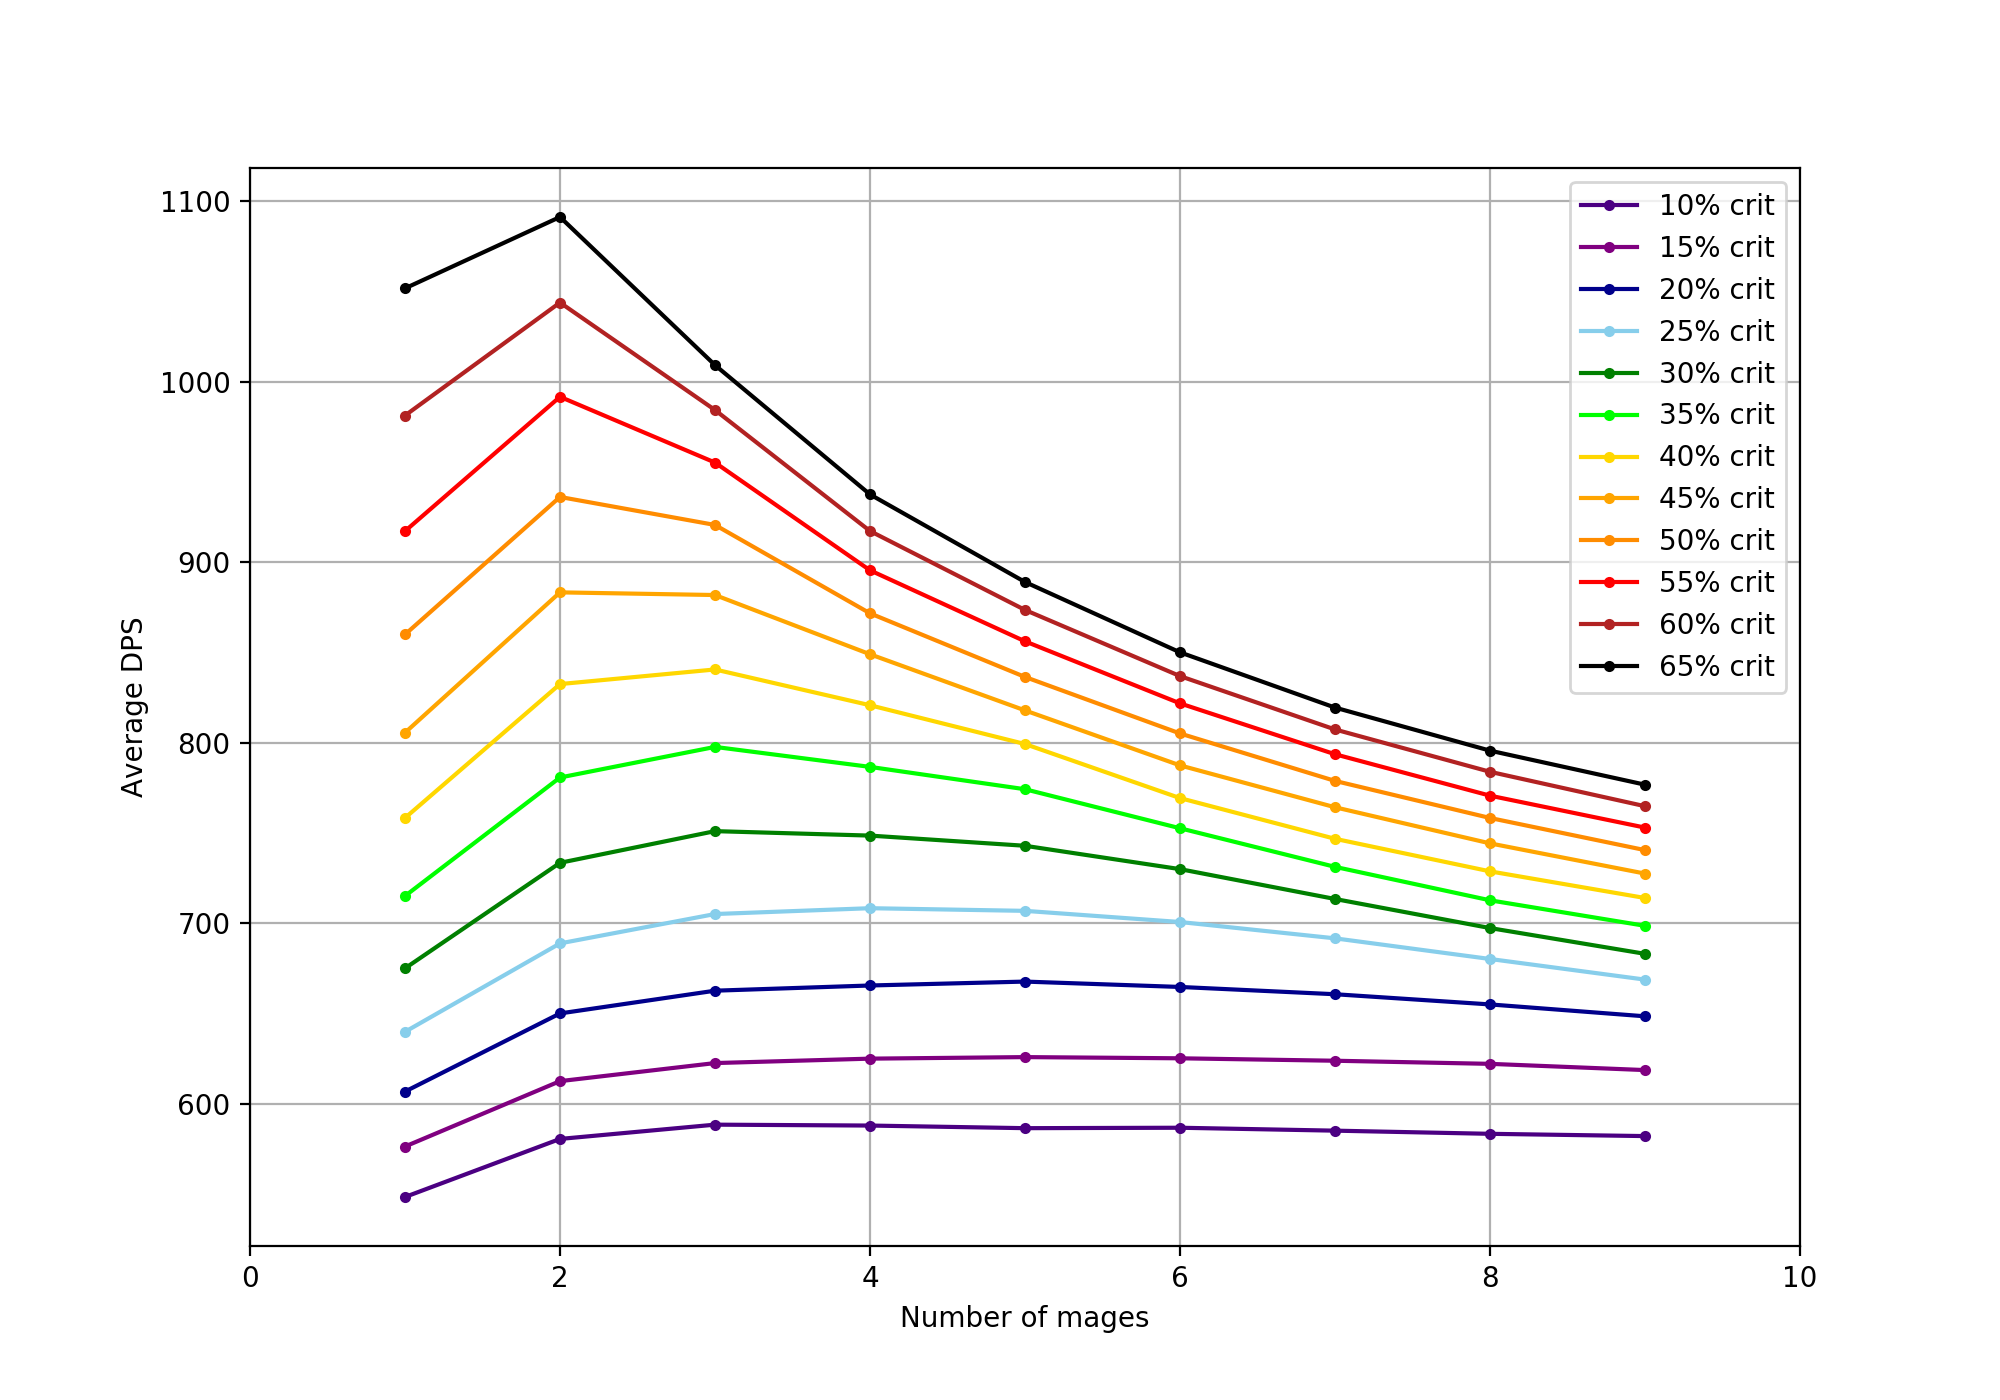 1100
1000
900
800
700
600
Average DPS
0 2 4 6 8 10
Number of mages
10% crit
15% crit
20% crit
25% crit
30% crit
35% crit
40% crit
45% crit
50% crit
55% crit
60% crit
65% crit